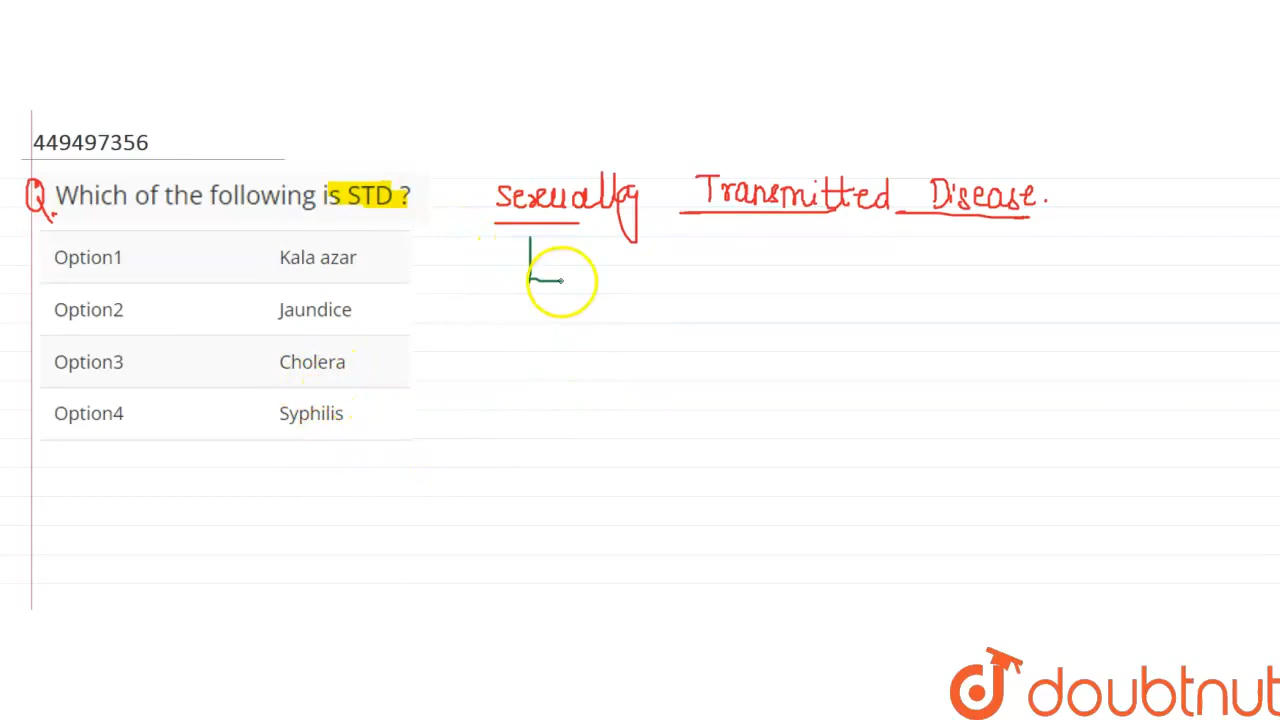 449497356
Q. Which of the following is STD ?
Sexually Transmitted Disease.
Option1 Kala azar
Option2 Jaundice
Option3 Cholera
Option4 Syphilis
doubtnut